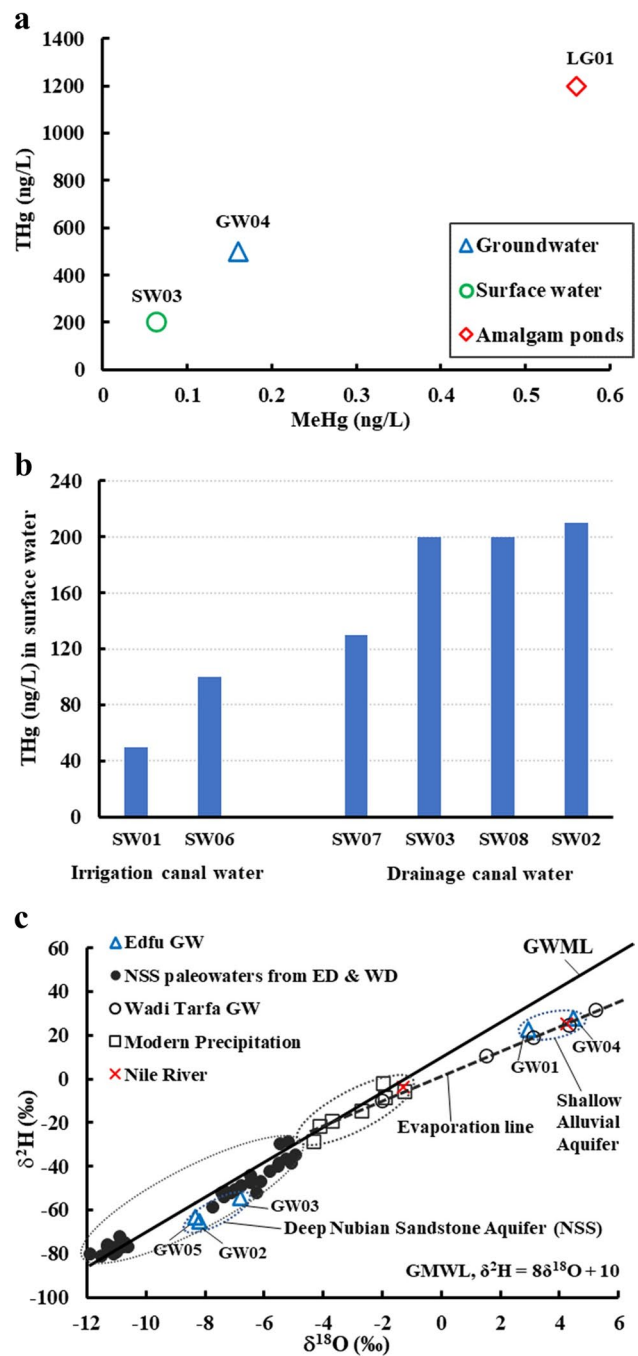 a
1400
1200
1000
800
600
400
200
0
THg (ng/L)
LG01
GW04
SW03
Groundwater
Surface water
Amalgam ponds
0 0.1 0.2 0.3 0.4 0.5 0.6
MeHg (ng/L)
b
240
200
160
120
80
40
0
THg (ng/L) in surface water
SW01 SW06 SW07 SW03 SW08 SW02
Irrigation canal water Drainage canal water
c
60
40
20
0
-20
-40
-60
-80
-100
δ²H (‰)
Edfu GW
NSS paleowaters from ED & WD
Wadi Tarfa GW
Modern Precipitation
Nile River
GWML
GW01
GW04
Shallow
Alluvial
Aquifer
Evaporation line
GW03
Deep Nubian Sandstone Aquifer (NSS)
GW05 GW02
GMWL, δ²H = 8δ¹⁸O + 10
-12 -10 -8 -6 -4 -2 0 2 4 6
δ¹⁸O (‰)